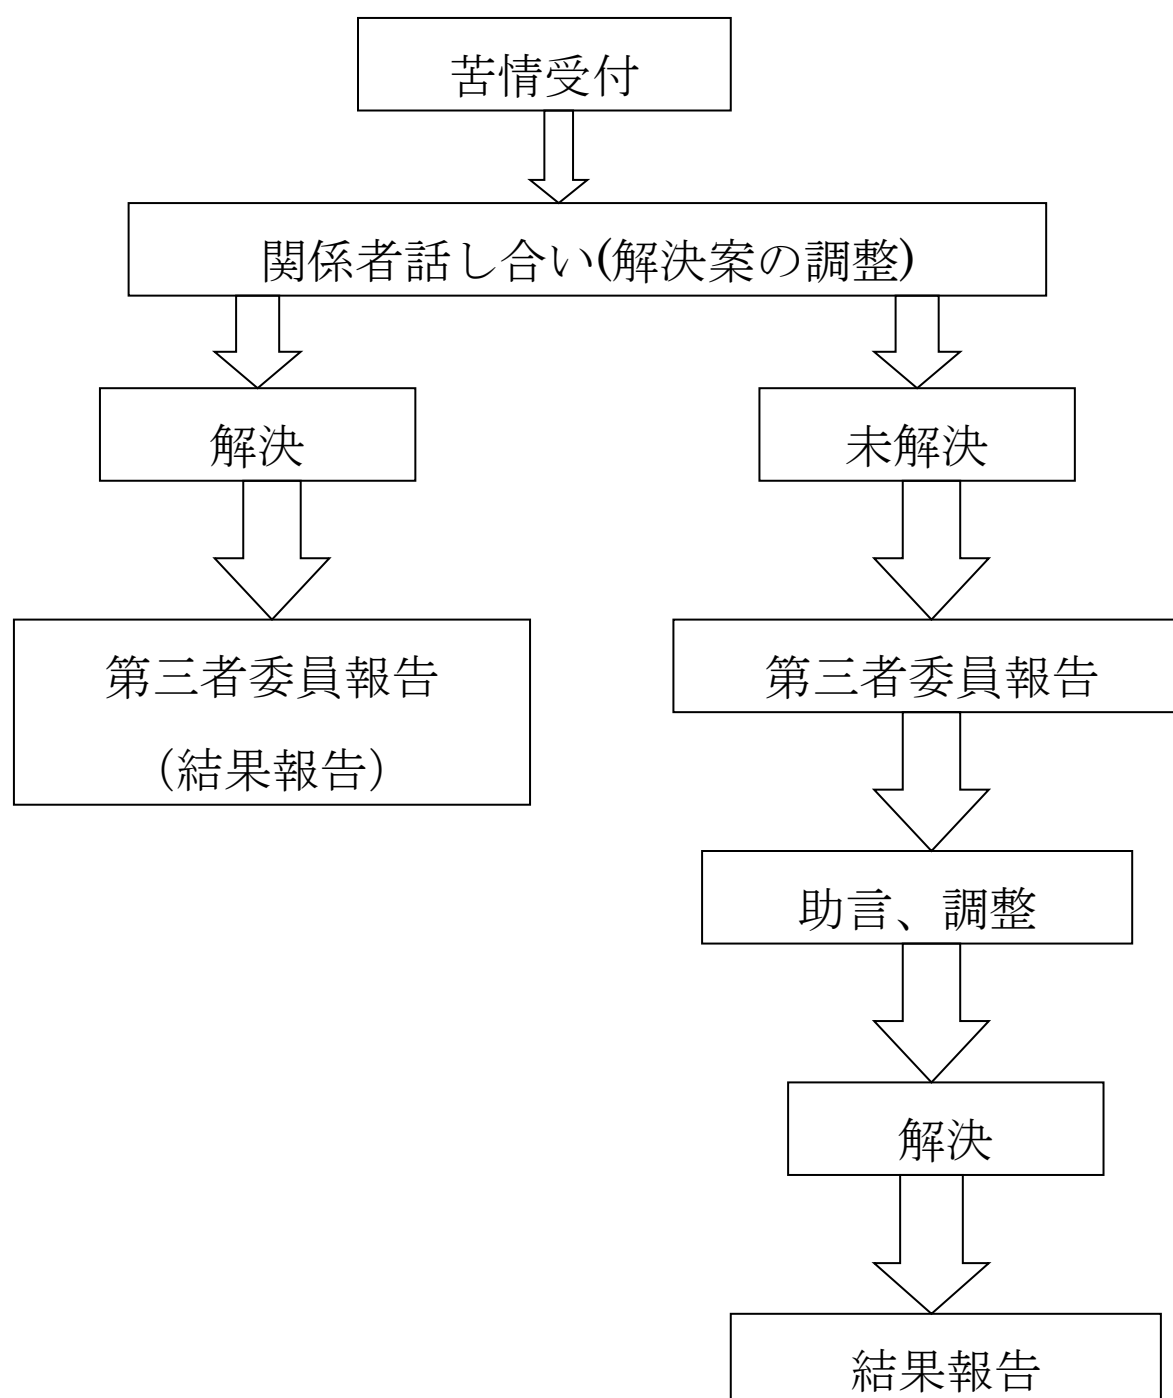 苦情受付
関係者話し合い(解決案の調整)
解決
未解決
第三者委員報告
(結果報告)
第三者委員報告
助言、調整
解決
結果報告